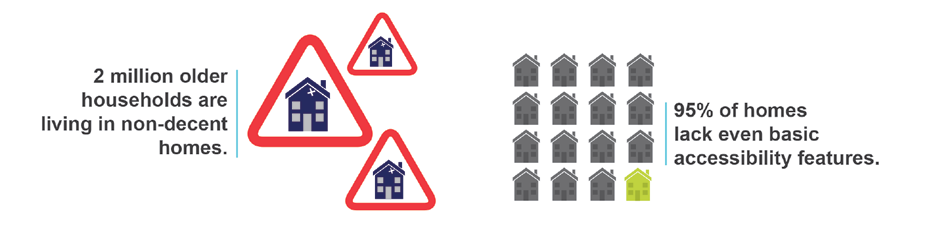 2 million older
households are
living in non-decent
homes.
95% of homes
lack even basic
accessibility features.